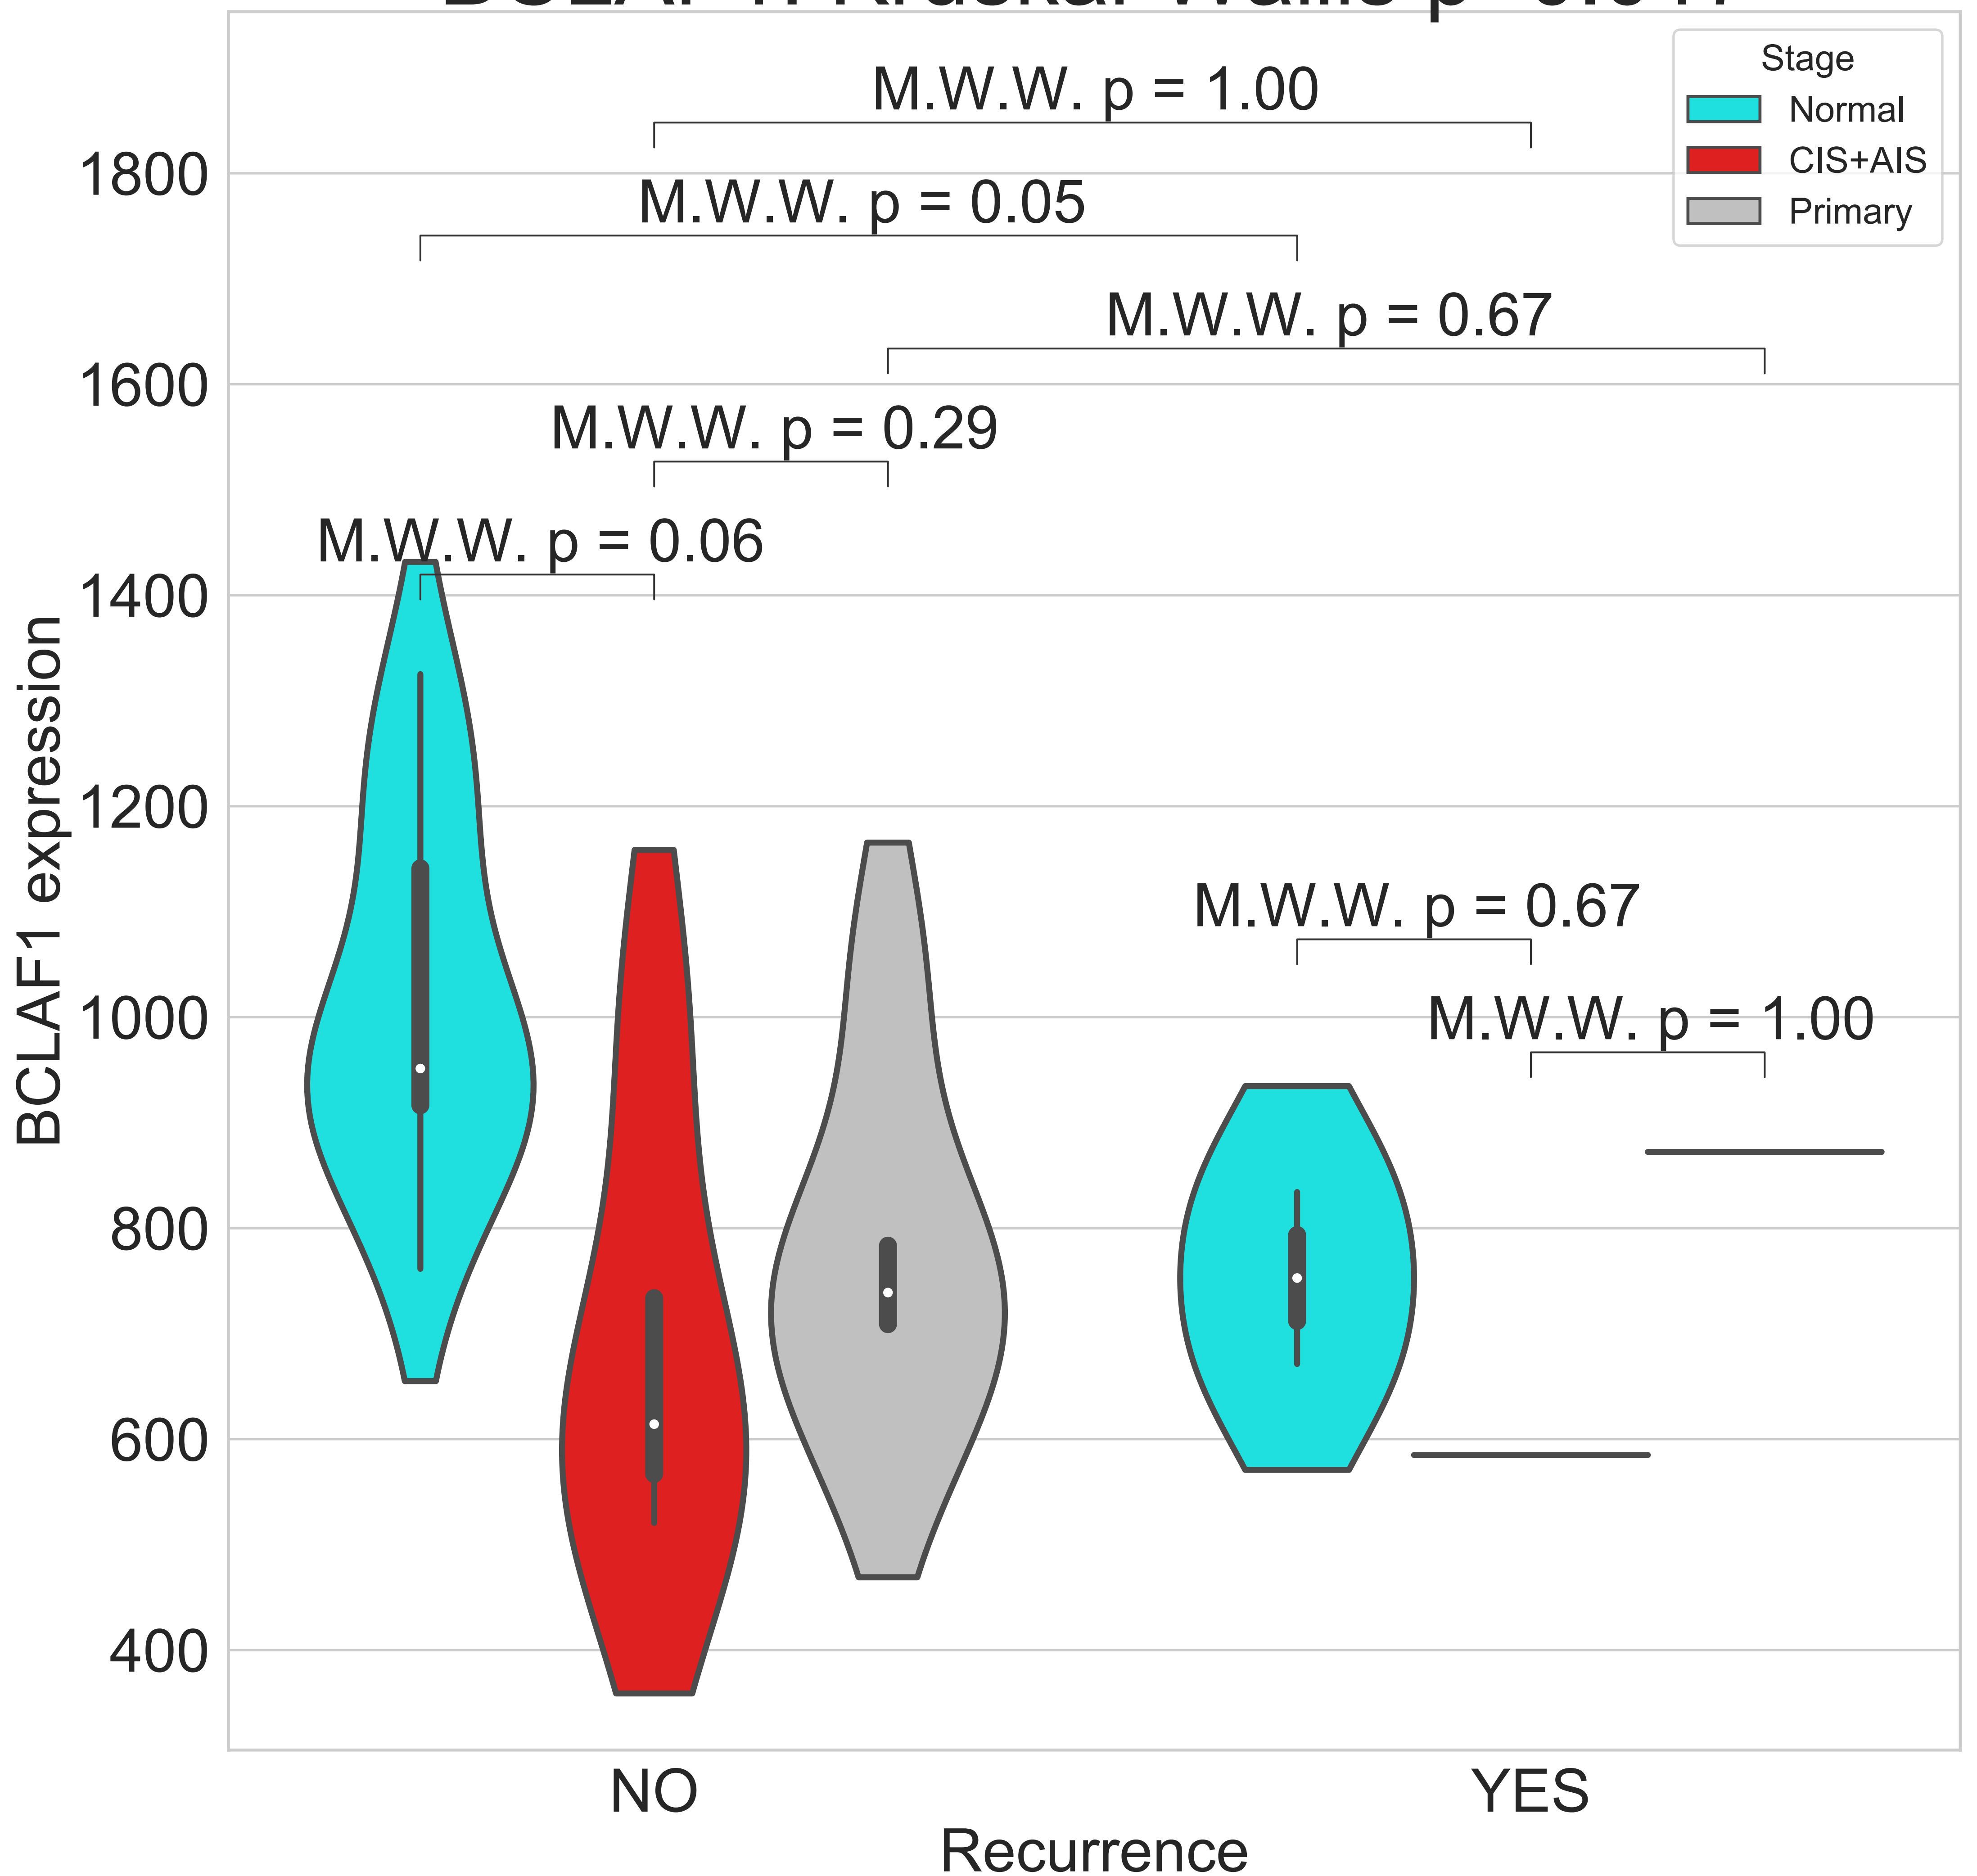 Stage
Normal
CIS+AIS
Primary
M.W.W. p = 1.00
M.W.W. p = 0.05
M.W.W. p = 0.67
M.W.W. p = 0.29
M.W.W. p = 0.06
M.W.W. p = 0.67
M.W.W. p = 1.00
1800
1600
1400
1200
1000
800
600
400
BCLAF1 expression
NO
YES
Recurrence